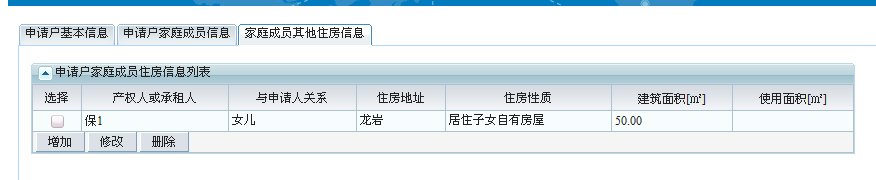 申请户基本信息 申请户家庭成员信息 家庭成员其他住房信息
申请户家庭成员住房信息列表
选择 产权人或承租人 与申请人关系 住房地址 住房性质 建筑面积[㎡] 使用面积[㎡]
保1 女儿 龙岩 居住子女自有房屋 50.00
增加 修改 删除